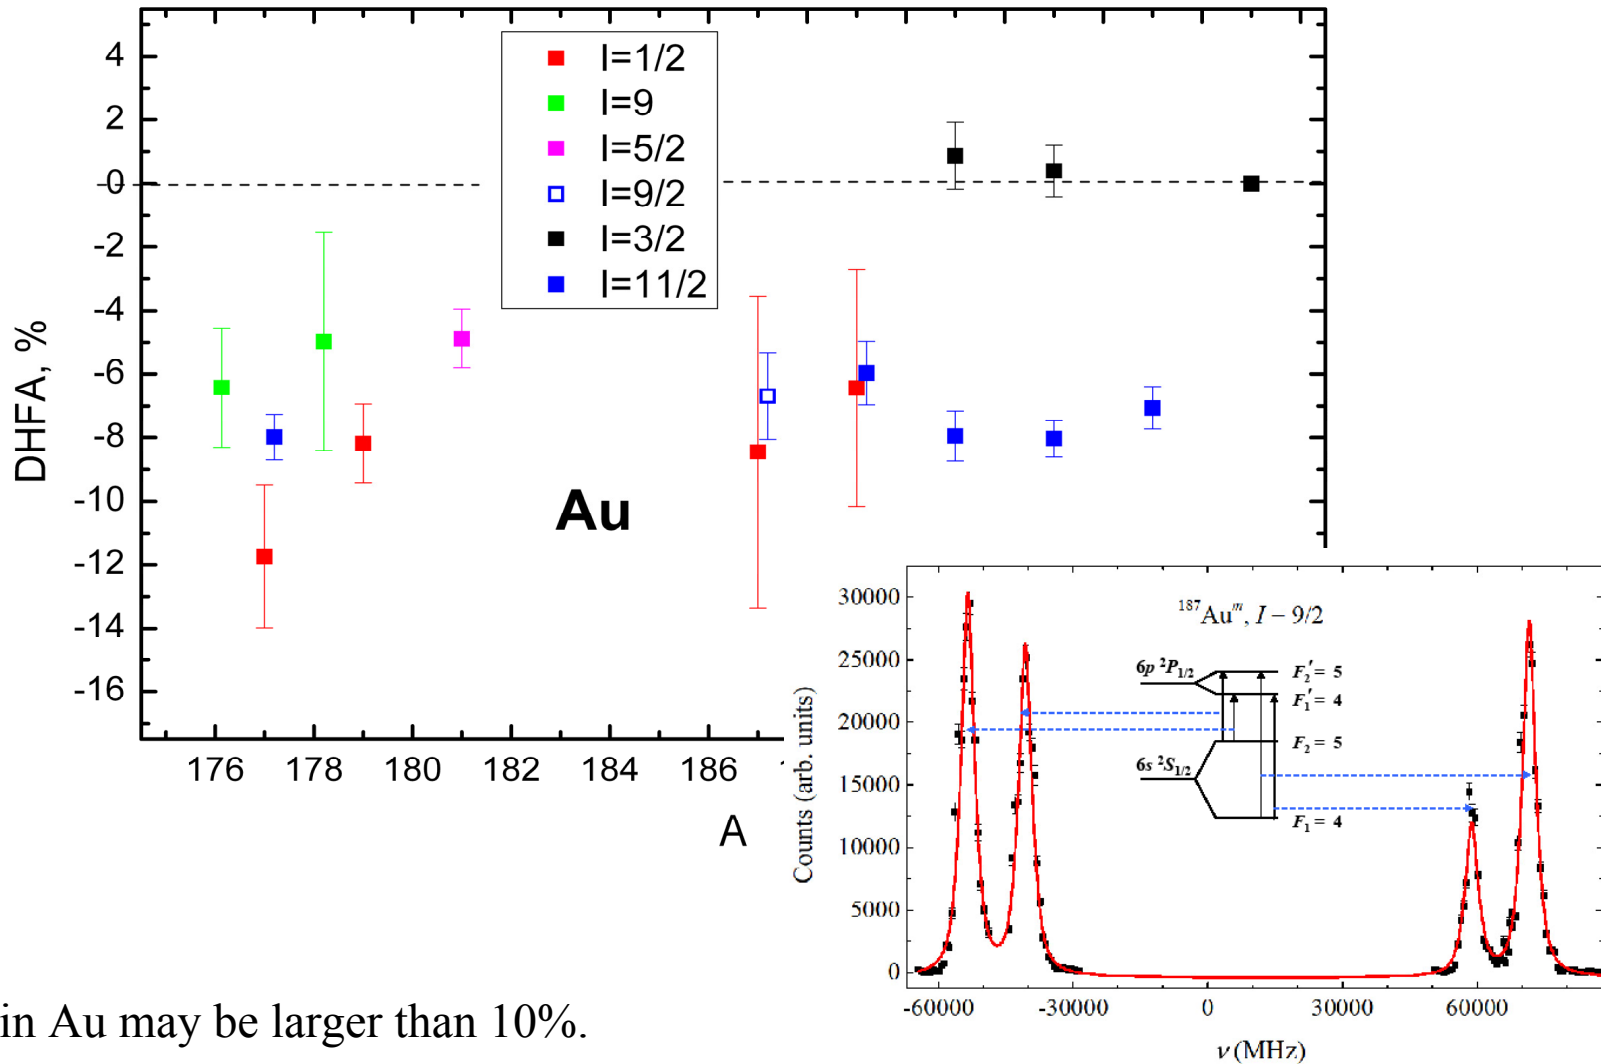 4
2
0
-2
-4
-6
-8
-10
-12
-14
-16
DHFA, %
I=1/2
I=9
I=5/2
I=9/2
I=3/2
I=11/2
Au
176 178 180 182 184 186
A
30000
25000
20000
15000
10000
5000
0
Counts (arb. units)
¹⁸⁷Auᵐ, I – 9/2
6p ²P₁/₂
F₂′ = 5
F₁′ = 4
F₂ = 5
6s ²S₁/₂
F₁ = 4
-60000 -30000 0 30000 60000
ν (MHz)
in Au may be larger than 10%.